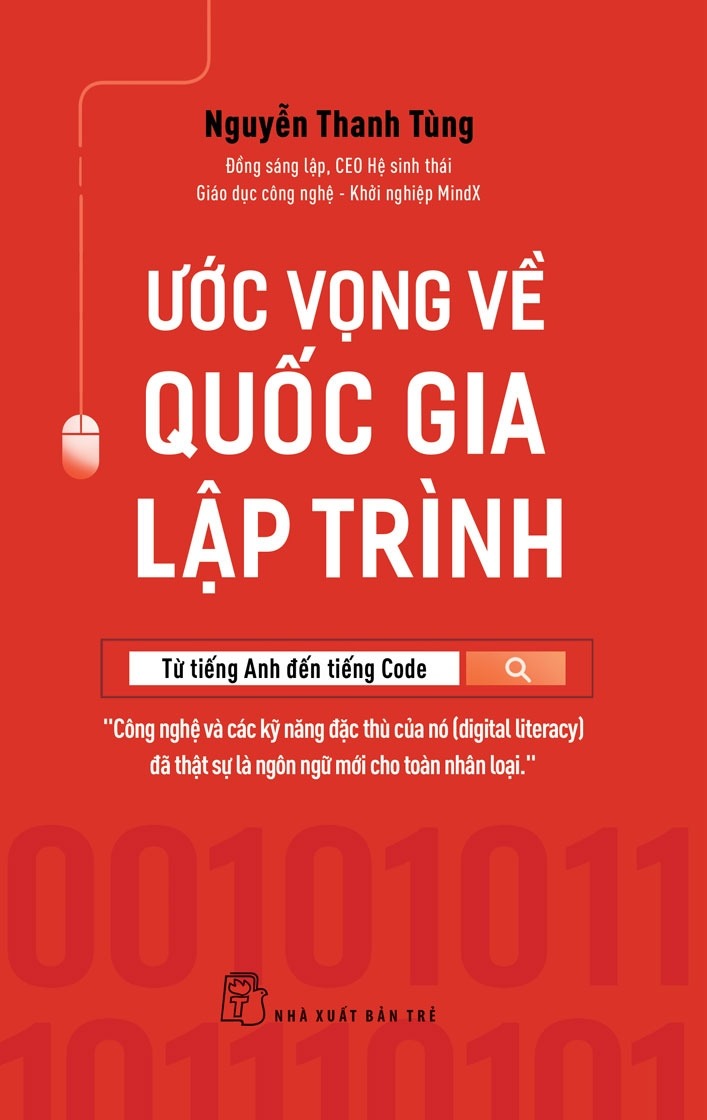 Nguyễn Thanh Tùng
Đồng sáng lập, CEO Hệ sinh thái
Giáo dục công nghệ - Khởi nghiệp MindX
ƯỚC VỌNG VỀ
QUỐC GIA
LẬP TRÌNH
Từ tiếng Anh đến tiếng Code
"Công nghệ và các kỹ năng đặc thù của nó (digital literacy)
đã thật sự là ngôn ngữ mới cho toàn nhân loại."
00101011
T
NHÀ XUẤT BẢN TRẺ
1011110101